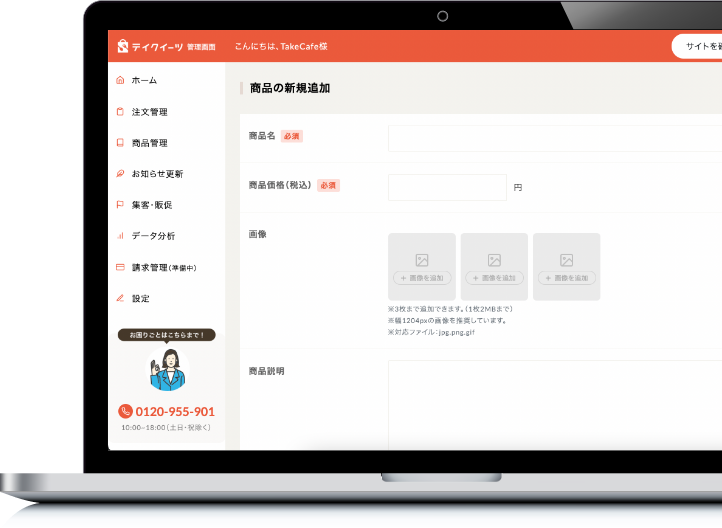 テイクイーツ 管理画面
こんにちは、TakeCafe様
サイトを確
ホーム
注文管理
商品管理
お知らせ更新
集客・販促
データ分析
請求管理(準備中)
設定
お困りごとはこちらまで！
0120-955-901
10:00~18:00(土日・祝除く)
商品の新規追加
商品名 必須
商品価格(税込) 必須
円
画像
+ 画像を追加
+ 画像を追加
+ 画像を追加
※3枚まで追加できます。(1枚2MBまで)
※幅1204pxの画像を推奨しています。
※対応ファイル:jpg.png.gif
商品説明